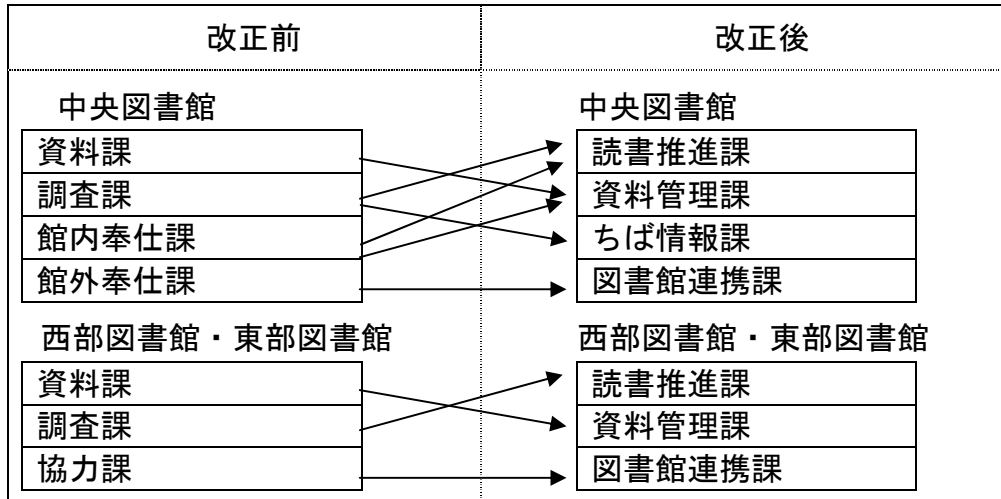 改正前
改正後
中央図書館
資料課
調査課
館内奉仕課
館外奉仕課
中央図書館
読書推進課
資料管理課
ちば情報課
図書館連携課
西部図書館・東部図書館
資料課
調査課
協力課
西部図書館・東部図書館
読書推進課
資料管理課
図書館連携課